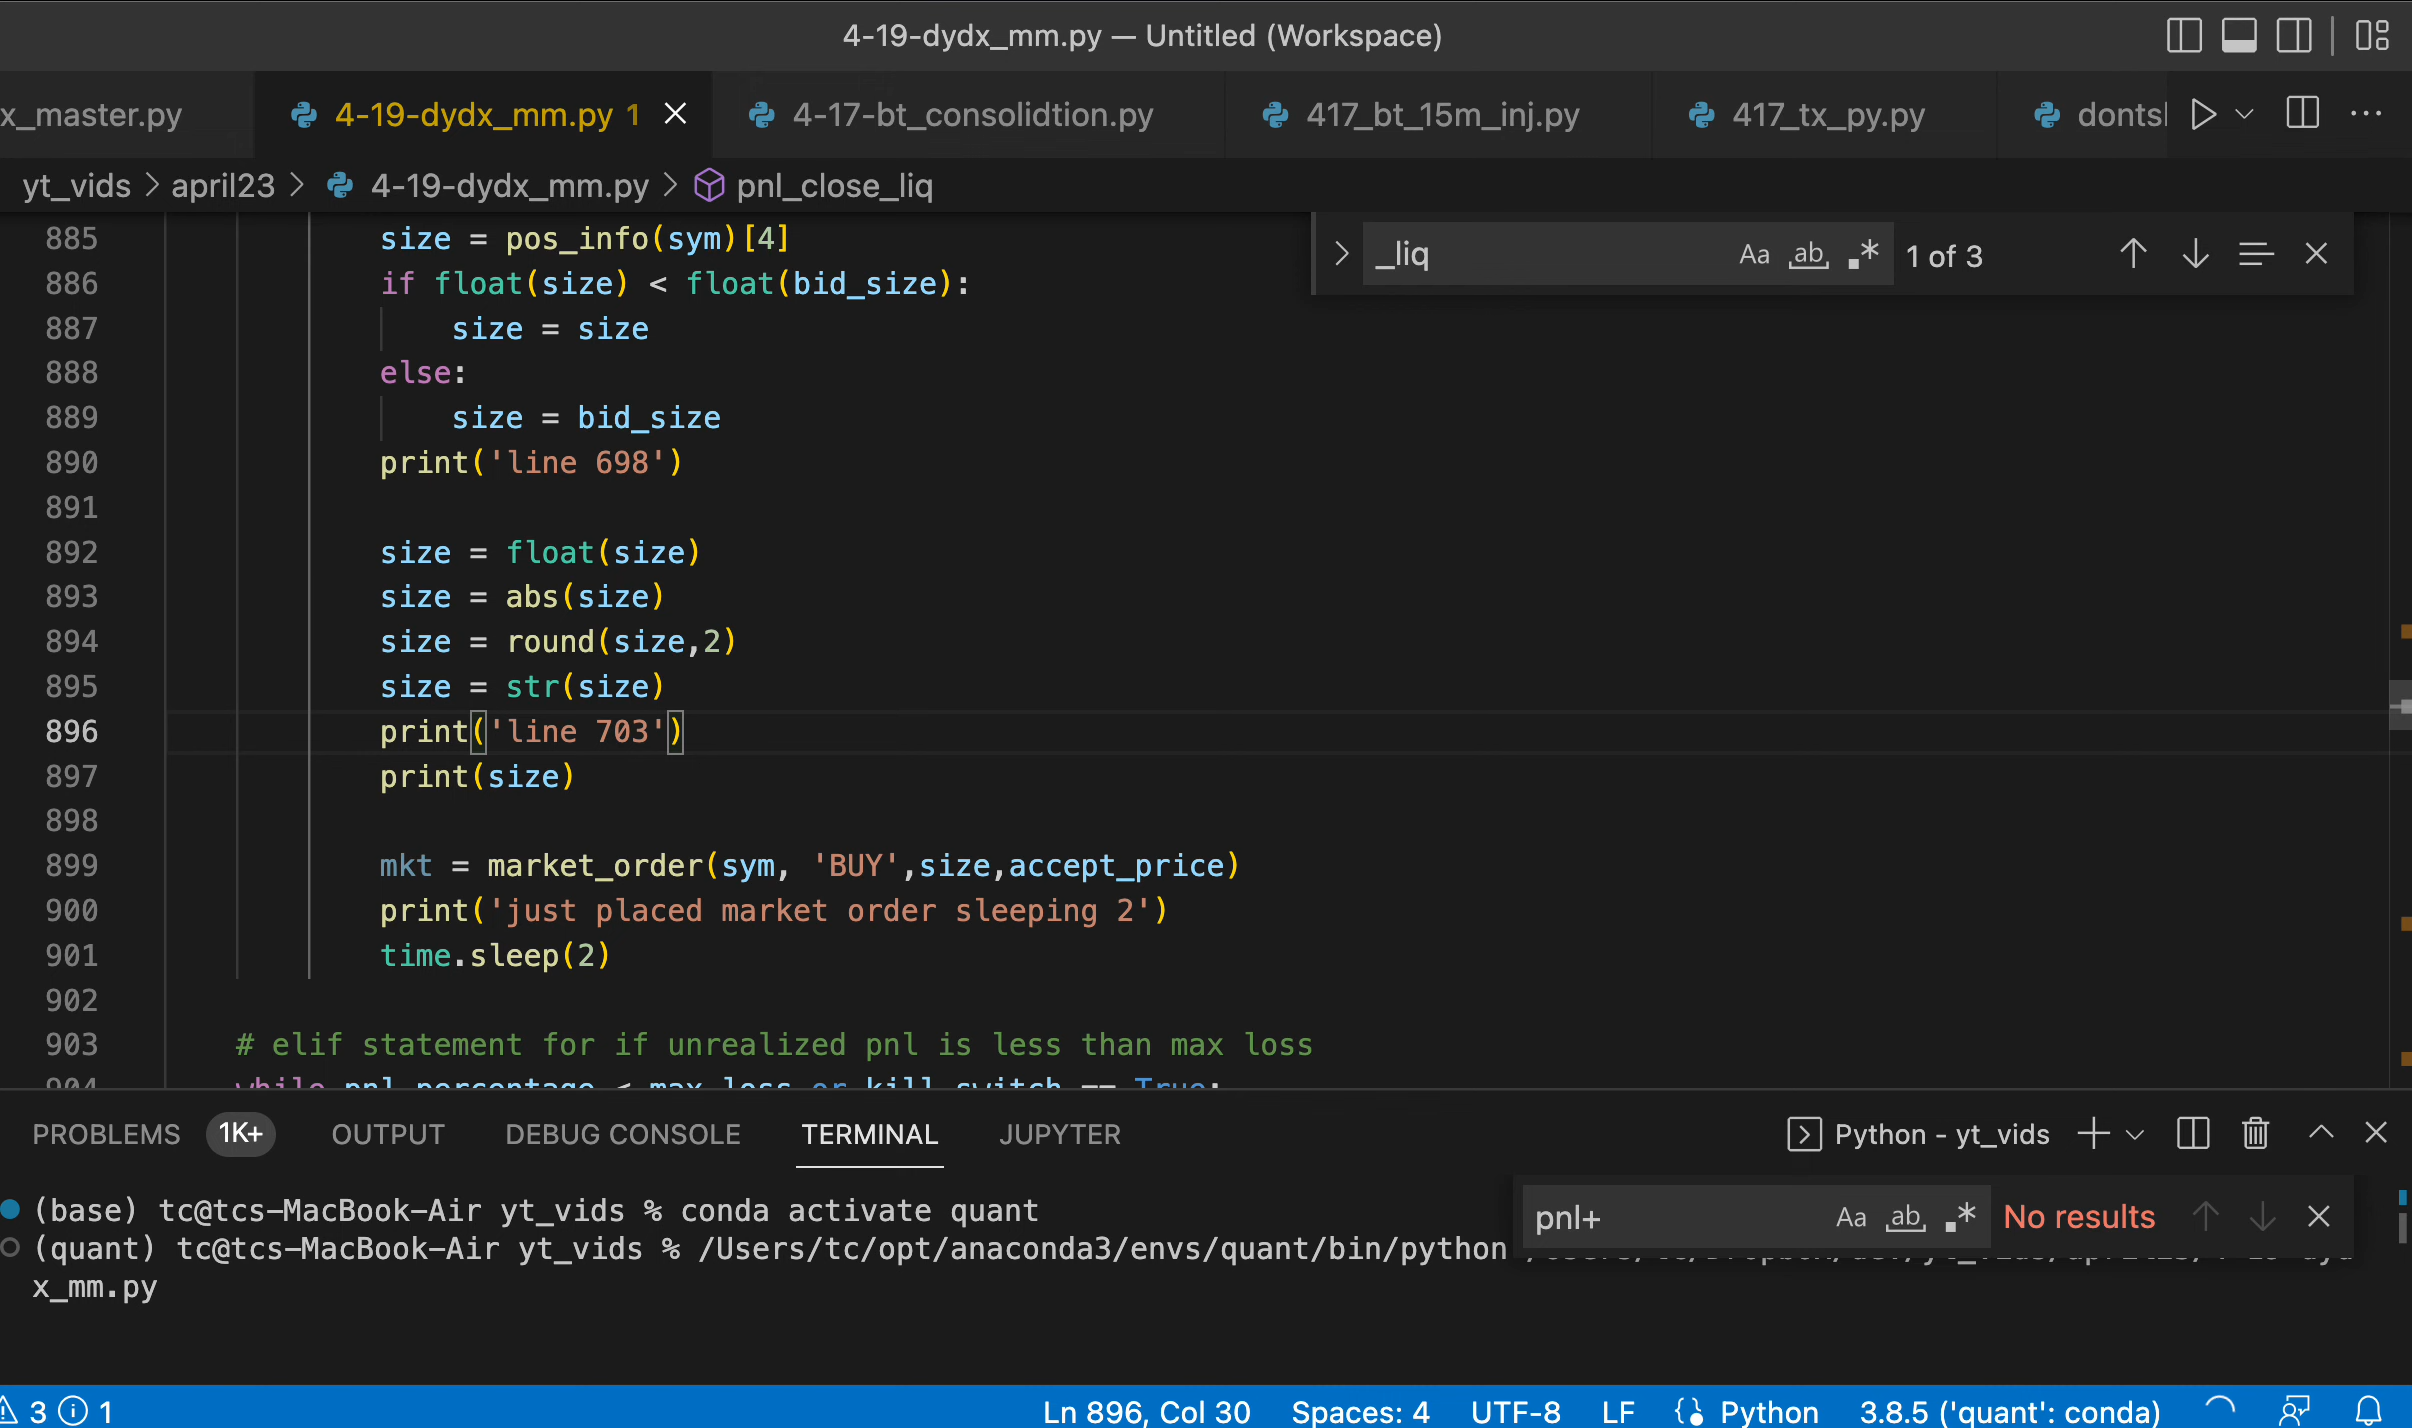 4-19-dydx_mm.py — Untitled (Workspace)
x_master.py 4-19-dydx_mm.py 1 4-17-bt_consolidtion.py 417_bt_15m_inj.py 417_tx_py.py
yt_vids > april23 > 4-19-dydx_mm.py > pnl_close_liq
_liq Aa ab .* 1 of 3
885 size = pos_info(sym)[4]
886 if float(size) < float(bid_size):
887 size = size
888 else:
889 size = bid_size
890 print('line 698')
891
892 size = float(size)
893 size = abs(size)
894 size = round(size,2)
895 size = str(size)
896 print('line 703')
897 print(size)
898
899 mkt = market_order(sym, 'BUY',size,accept_price)
900 print('just placed market order sleeping 2')
901 time.sleep(2)
902
903 # elif statement for if unrealized pnl is less than max loss
904 while pnl_percentage < max_loss or kill_switch == True:
PROBLEMS 1K+ OUTPUT DEBUG CONSOLE TERMINAL JUPYTER Python - yt_vids
pnl+ Aa ab .* No results
(base) tc@tcs-MacBook-Air yt_vids % conda activate quant
(quant) tc@tcs-MacBook-Air yt_vids % /Users/tc/opt/anaconda3/envs/quant/bin/python
x_mm.py
3 1 Ln 896, Col 30 Spaces: 4 UTF-8 LF Python 3.8.5 ('quant': conda)